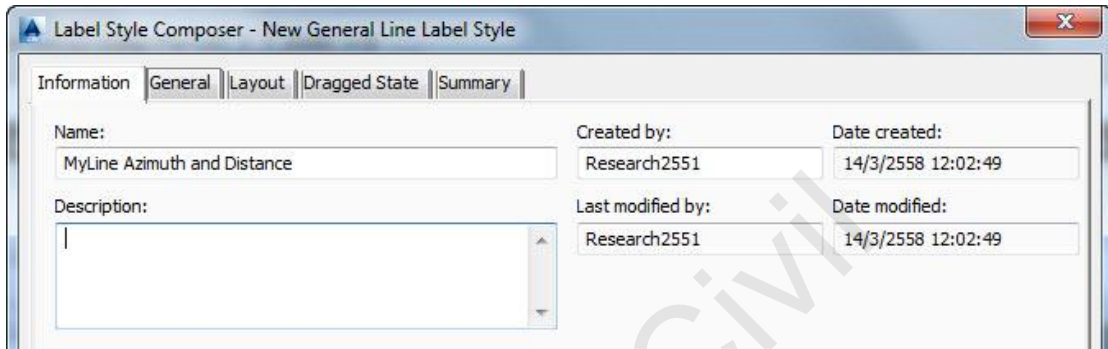 Label Style Composer - New General Line Label Style
Information General Layout Dragged State Summary
Name: Created by: Date created:
MyLine Azimuth and Distance Research2551 14/3/2558 12:02:49
Description: Last modified by: Date modified:
Research2551 14/3/2558 12:02:49
Civil